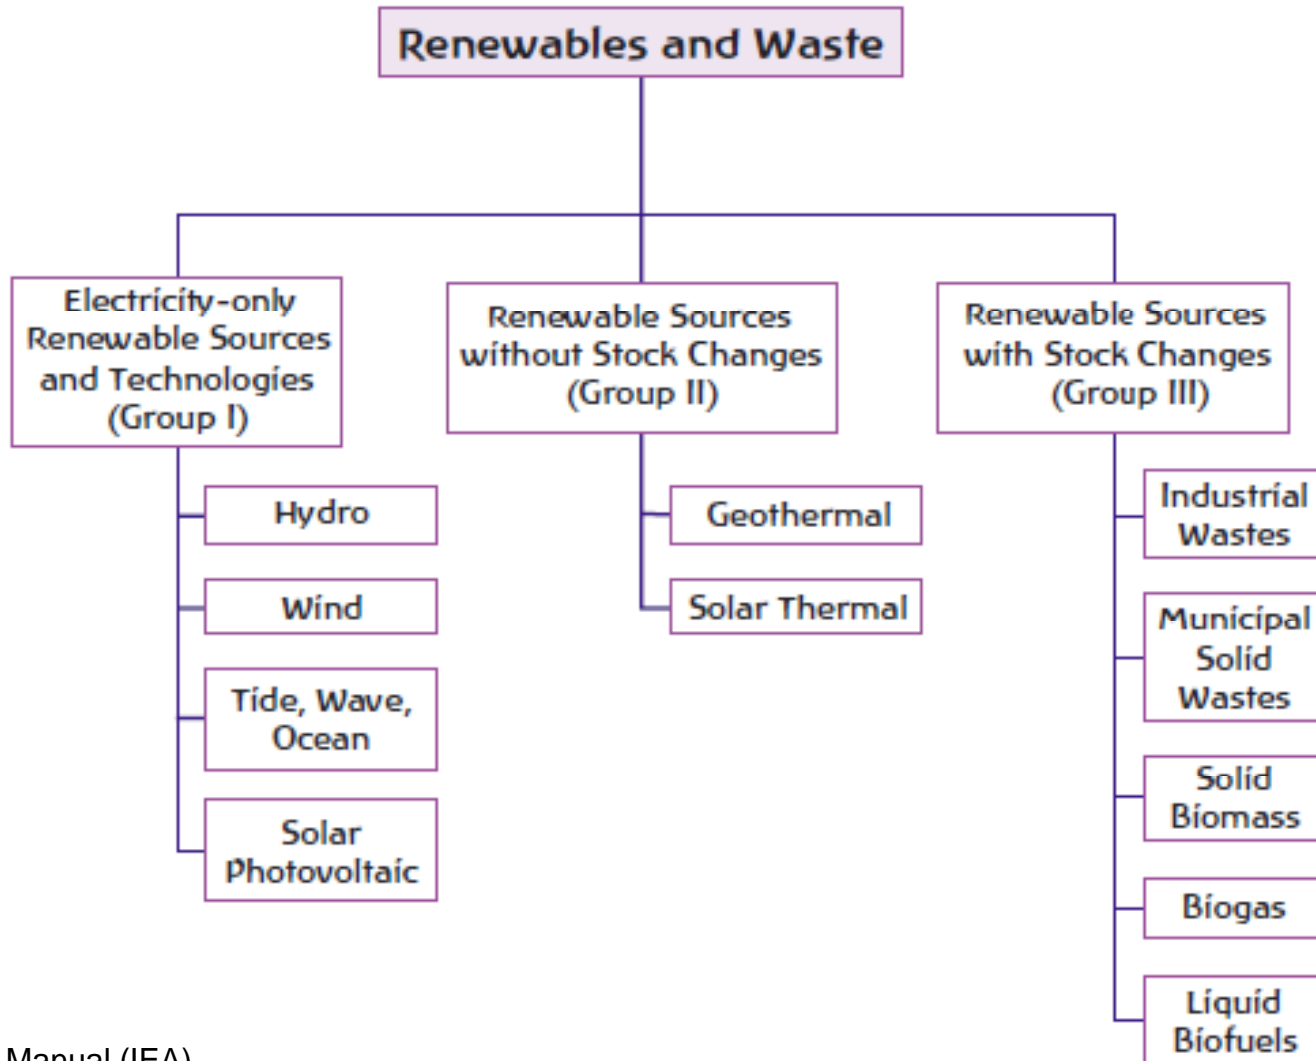 Renewables and Waste
Electricity-only
Renewable Sources
and Technologies
(Group I)
Hydro
Wind
Tide, Wave,
Ocean
Solar
Photovoltaic
Renewable Sources
without Stock Changes
(Group II)
Geothermal
Solar Thermal
Renewable Sources
with Stock Changes
(Group III)
Industrial
Wastes
Municipal
Solid
Wastes
Solid
Biomass
Biogas
Liquid
Biofuels
Manual (IEA)